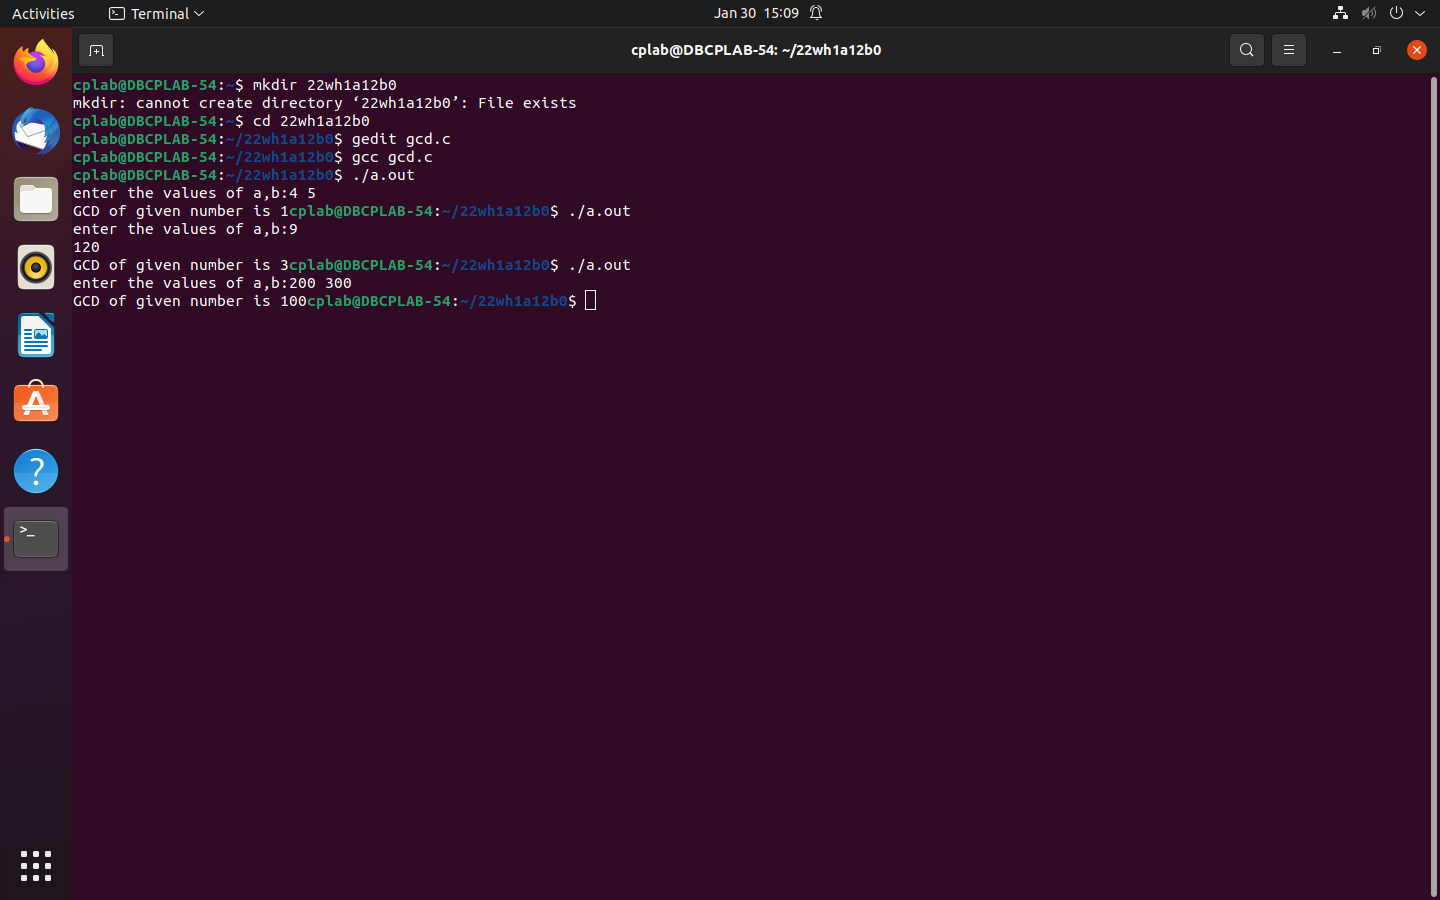 Activities Terminal Jan 30 15:09
cplab@DBCPLAB-54: ~/22wh1a12b0
cplab@DBCPLAB-54:~$ mkdir 22wh1a12b0
mkdir: cannot create directory ‘22wh1a12b0’: File exists
cplab@DBCPLAB-54:~$ cd 22wh1a12b0
cplab@DBCPLAB-54:~/22wh1a12b0$ gedit gcd.c
cplab@DBCPLAB-54:~/22wh1a12b0$ gcc gcd.c
cplab@DBCPLAB-54:~/22wh1a12b0$ ./a.out
enter the values of a,b:4 5
GCD of given number is 1cplab@DBCPLAB-54:~/22wh1a12b0$ ./a.out
enter the values of a,b:9
120
GCD of given number is 3cplab@DBCPLAB-54:~/22wh1a12b0$ ./a.out
enter the values of a,b:200 300
GCD of given number is 100cplab@DBCPLAB-54:~/22wh1a12b0$